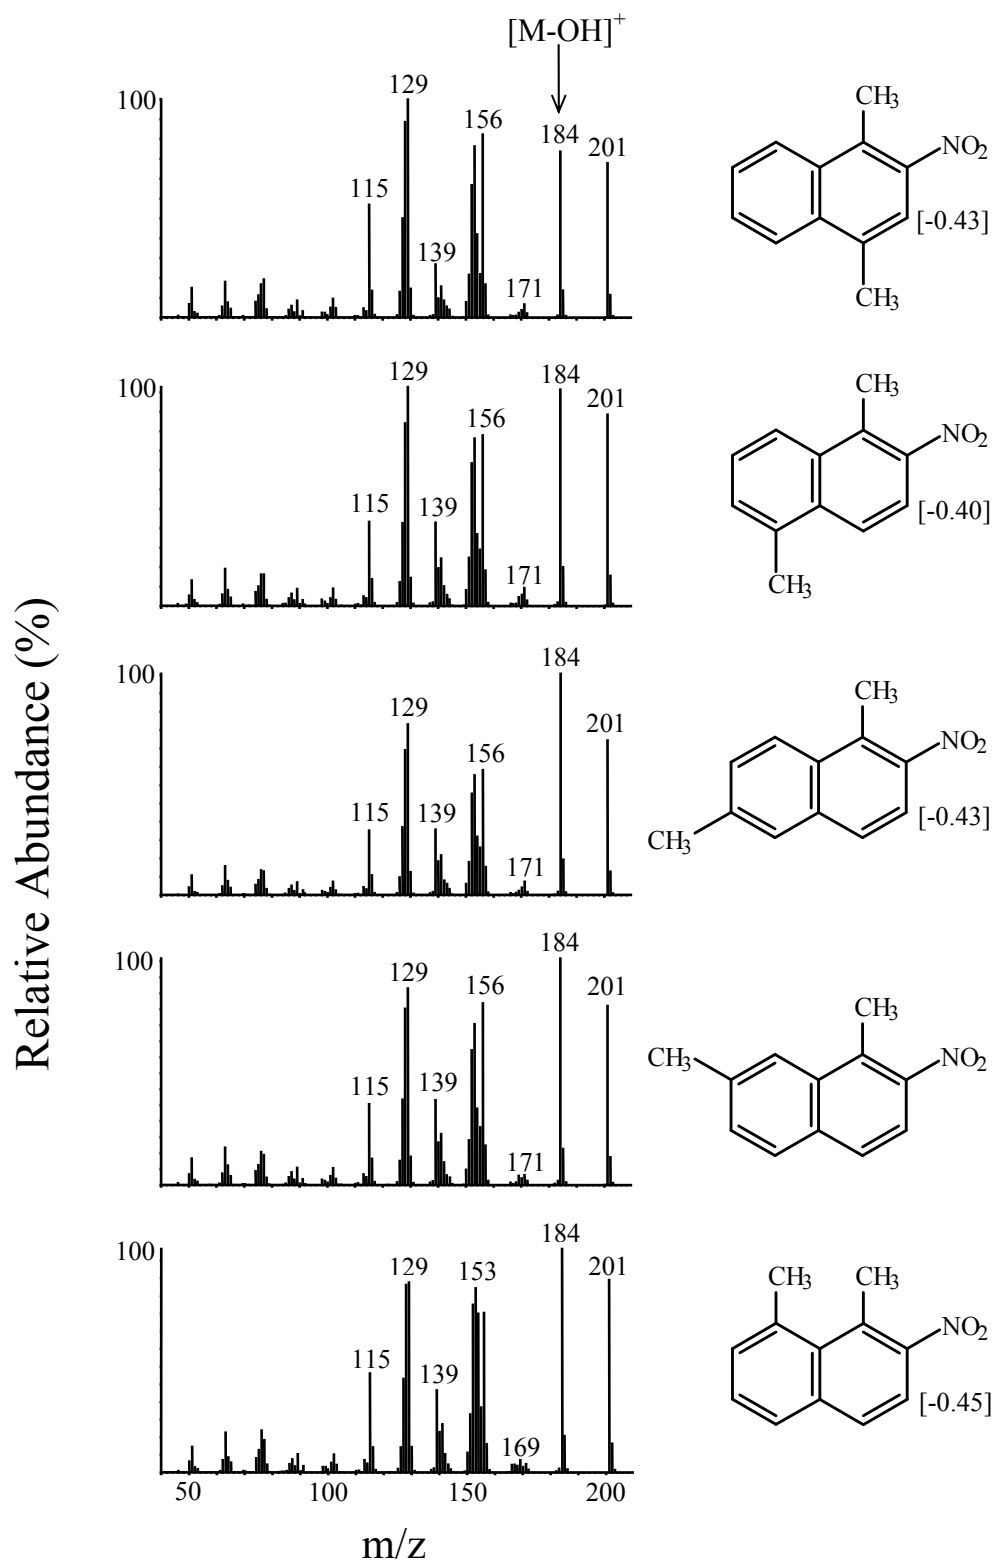 [M-OH]+
100
129
156
184
201
115
139
171
CH3
NO2
[-0.43]
CH3
100
129
184
201
156
115
139
171
CH3
NO2
[-0.40]
CH3
100
184
129
201
156
115
139
171
CH3
NO2
[-0.43]
CH3
100
184
129
156
201
115
139
171
CH3
CH3
NO2
100
184
129
153
201
115
139
169
CH3
CH3
NO2
[-0.45]
50
100
150
200
m/z
Relative Abundance (%)